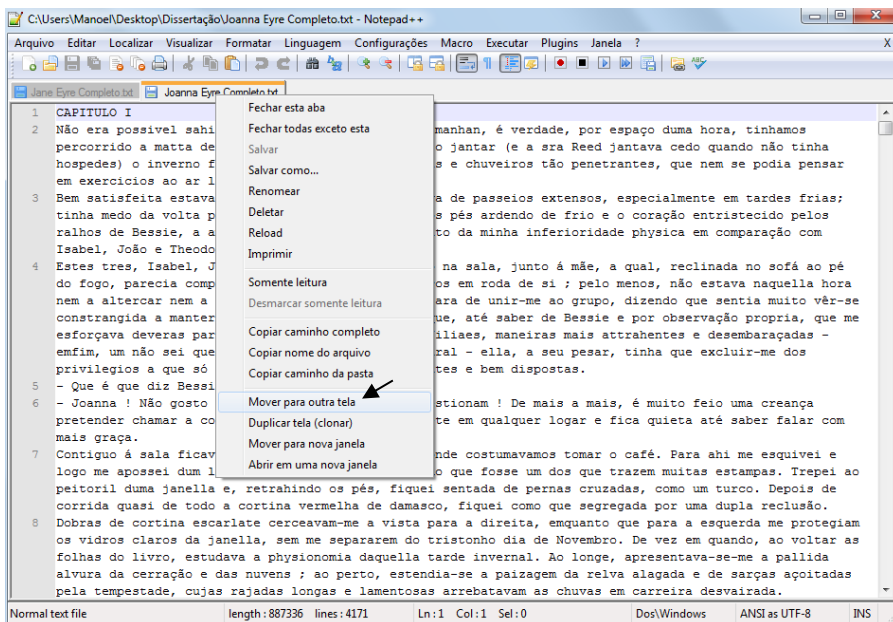 C:\Users\Manoel\Desktop\Dissertação\Joanna Eyre Completo.txt - Notepad++
Arquivo Editar Localizar Visualizar Formatar Linguagem Configurações Macro Executar Plugins Janela ? X
Jane Eyre Completo.txt Joanna Eyre Completo.txt
1 CAPITULO I
2 Não era possivel sahi manhan, é verdade, por espaço duma hora, tinhamos
percorrido a matta de o jantar (e a sra Reed jantava cedo quando não tinha
hospedes) o inverno f s e chuveiros tão penetrantes, que nem se podia pensar
em exercicios ao ar l
3 Bem satisfeita estava a de passeios extensos, especialmente em tardes frias;
tinha medo da volta p s pés ardendo de frio e o coração entristecido pelos
ralhos de Bessie, a a to da minha inferioridade physica em comparação com
Isabel, João e Theodo
4 Estes tres, Isabel, J na sala, junto á mãe, a qual, reclinada no sofá ao pé
do fogo, parecia comp os em roda de si ; pelo menos, não estava naquella hora
nem a altercar nem a ara de unir-me ao grupo, dizendo que sentia muito vêr-se
constrangida a manter ue, até saber de Bessie e por observação propria, que me
esforçava deveras par iliaes, maneiras mais attrahentes e desembaraçadas -
emfim, um não sei que ral - ella, a seu pesar, tinha que excluir-me dos
privilegios a que só tes e bem dispostas.
5 - Que é que diz Bessi
6 - Joanna ! Não gosto stionam ! De mais a mais, é muito feio uma creança
pretender chamar a co te em qualquer logar e fica quieta até saber falar com
mais graça.
7 Contiguo á sala ficav nde costumavamos tomar o café. Para ahi me esquivei e
logo me apossei dum l o que fosse um dos que trazem muitas estampas. Trepei ao
peitoril duma janella e, retrahindo os pés, fiquei sentada de pernas cruzadas, como um turco. Depois de
corrida quasi de todo a cortina vermelha de damasco, fiquei como que segregada por uma dupla reclusão.
8 Dobras de cortina escarlate cerceavam-me a vista para a direita, emquanto que para a esquerda me protegiam
os vidros claros da janella, sem me separarem do tristonho dia de Novembro. De vez em quando, ao voltar as
folhas do livro, estudava a physionomia daquella tarde invernal. Ao longe, apresentava-se-me a pallida
alvura da cerração e das nuvens ; ao perto, estendia-se a paizagem da relva alagada e de sarças açoitadas
pela tempestade, cujas rajadas longas e lamentosas arrebatavam as chuvas em carreira desvairada.
Fechar esta aba
Fechar todas exceto esta
Salvar
Salvar como...
Renomear
Deletar
Reload
Imprimir
Somente leitura
Desmarcar somente leitura
Copiar caminho completo
Copiar nome do arquivo
Copiar caminho da pasta
Mover para outra tela
Duplicar tela (clonar)
Mover para nova janela
Abrir em uma nova janela
Normal text file length : 887336 lines : 4171 Ln : 1 Col : 1 Sel : 0 Dos\Windows ANSI as UTF-8 INS